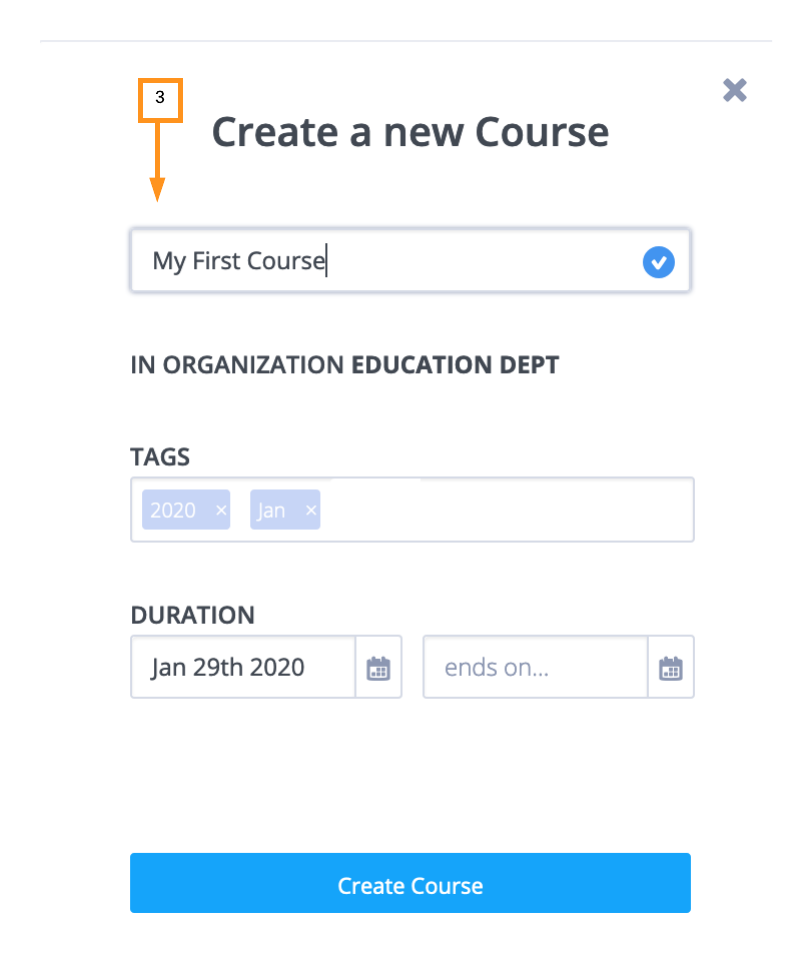 3
Create a new Course
My First Course
IN ORGANIZATION EDUCATION DEPT
TAGS
2020 × Jan ×
DURATION
Jan 29th 2020 ends on...
Create Course